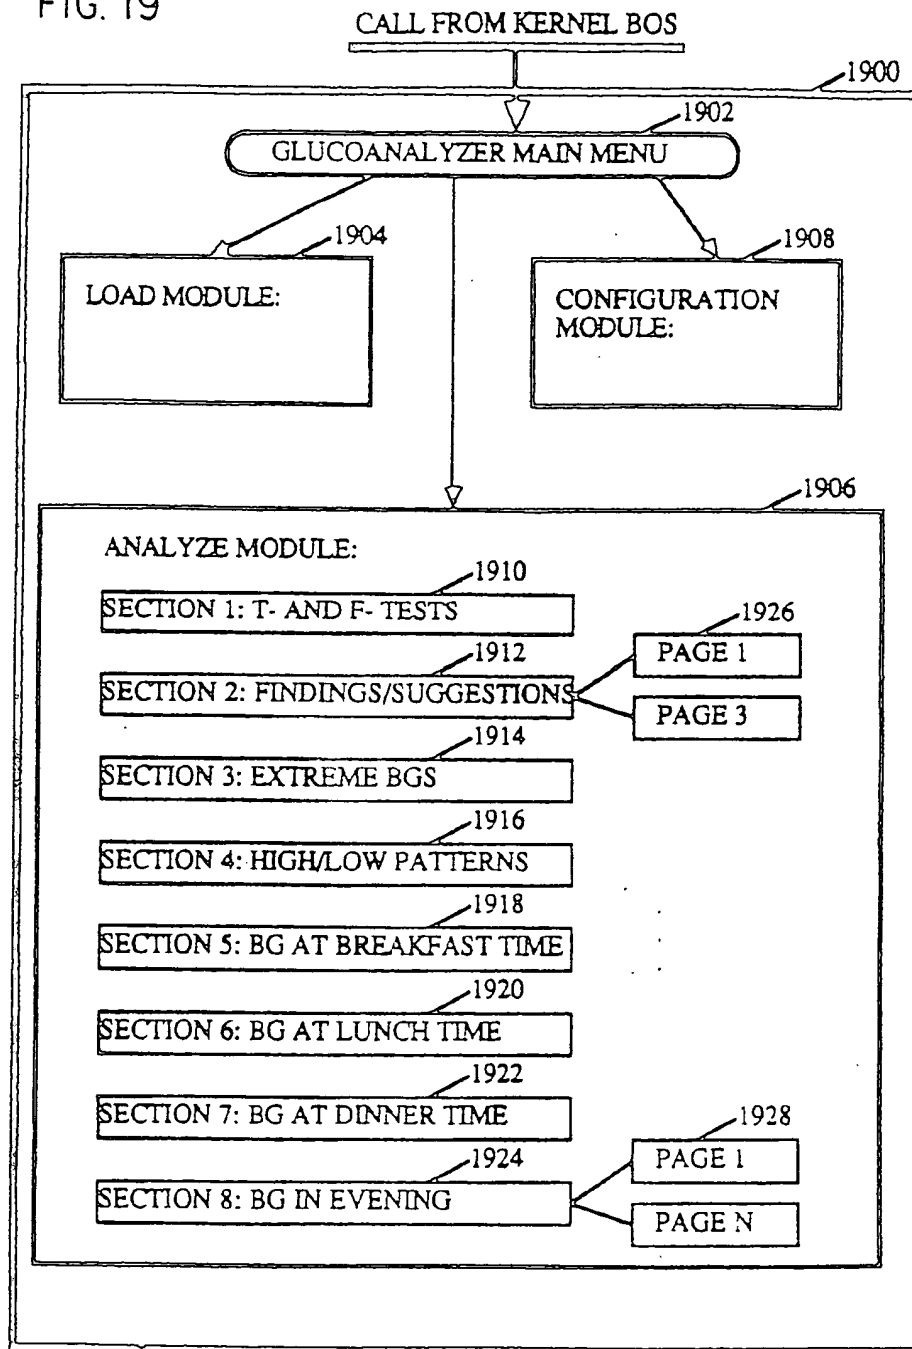 FIG. 19
CALL FROM KERNEL BOS
1900
1902
GLUCOANALYZER MAIN MENU
1904
1908
LOAD MODULE:
CONFIGURATION
MODULE:
1906
ANALYZE MODULE:
1910
SECTION 1: T- AND F- TESTS
1926
PAGE 1
1912
SECTION 2: FINDINGS/SUGGESTIONS
PAGE 3
1914
SECTION 3: EXTREME BGS
1916
SECTION 4: HIGH/LOW PATTERNS
1918
SECTION 5: BG AT BREAKFAST TIME
1920
SECTION 6: BG AT LUNCH TIME
1922
SECTION 7: BG AT DINNER TIME
1928
PAGE 1
1924
SECTION 8: BG IN EVENING
PAGE N